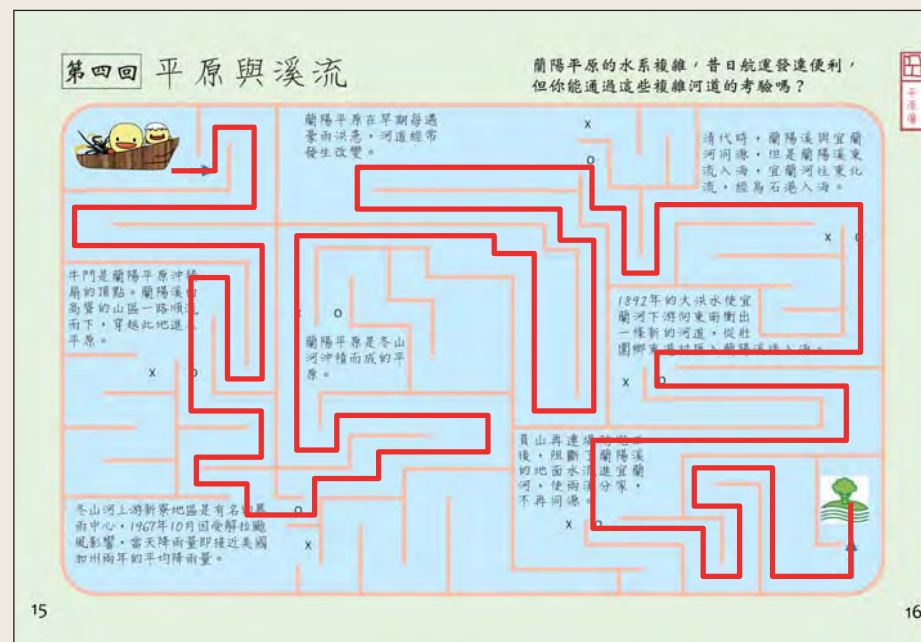 第四回 平原與溪流
蘭陽平原的水系複雜,昔日航運發達便利,
但你能通過這些複雜河道的考驗嗎?
蘭陽平原在早期每遇
豪雨洪患,河道經常
發生改變。
x
o
清代時,蘭陽溪與宜蘭
河同源,但是蘭陽溪東
流入海,宜蘭河往東北
流,經烏石港入海。
x
牛鬥是蘭陽平原沖積
扇的頂點。蘭陽溪由
高聳的山區一路順流
而下,穿越此地進入
平原。
x o
o
蘭陽平原是冬山
河沖積而成的平
原。
1892年的大洪水使宜
蘭河下游向東南衝出
一條新的河道,從壯
圍鄉東港村匯入蘭陽溪後入海。
x o
員山再連堤防完工
後,阻斷了蘭陽溪
的地面水流進宜蘭
河,使兩溪分家,
不再同源。
x o
冬山河上游新寮地區是有名的暴
雨中心,1967年10月因受解拉颱
風影響,當天降雨量即接近美國
加州兩年的平均降雨量。
o
x
15
16